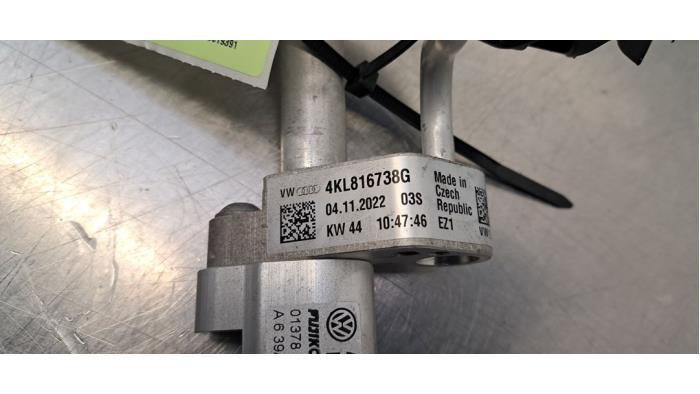 VW 4KL816738G
04.11.2022 03S
KW 44 10:47:46
Made in
Czech
Republic
EZ1
01378